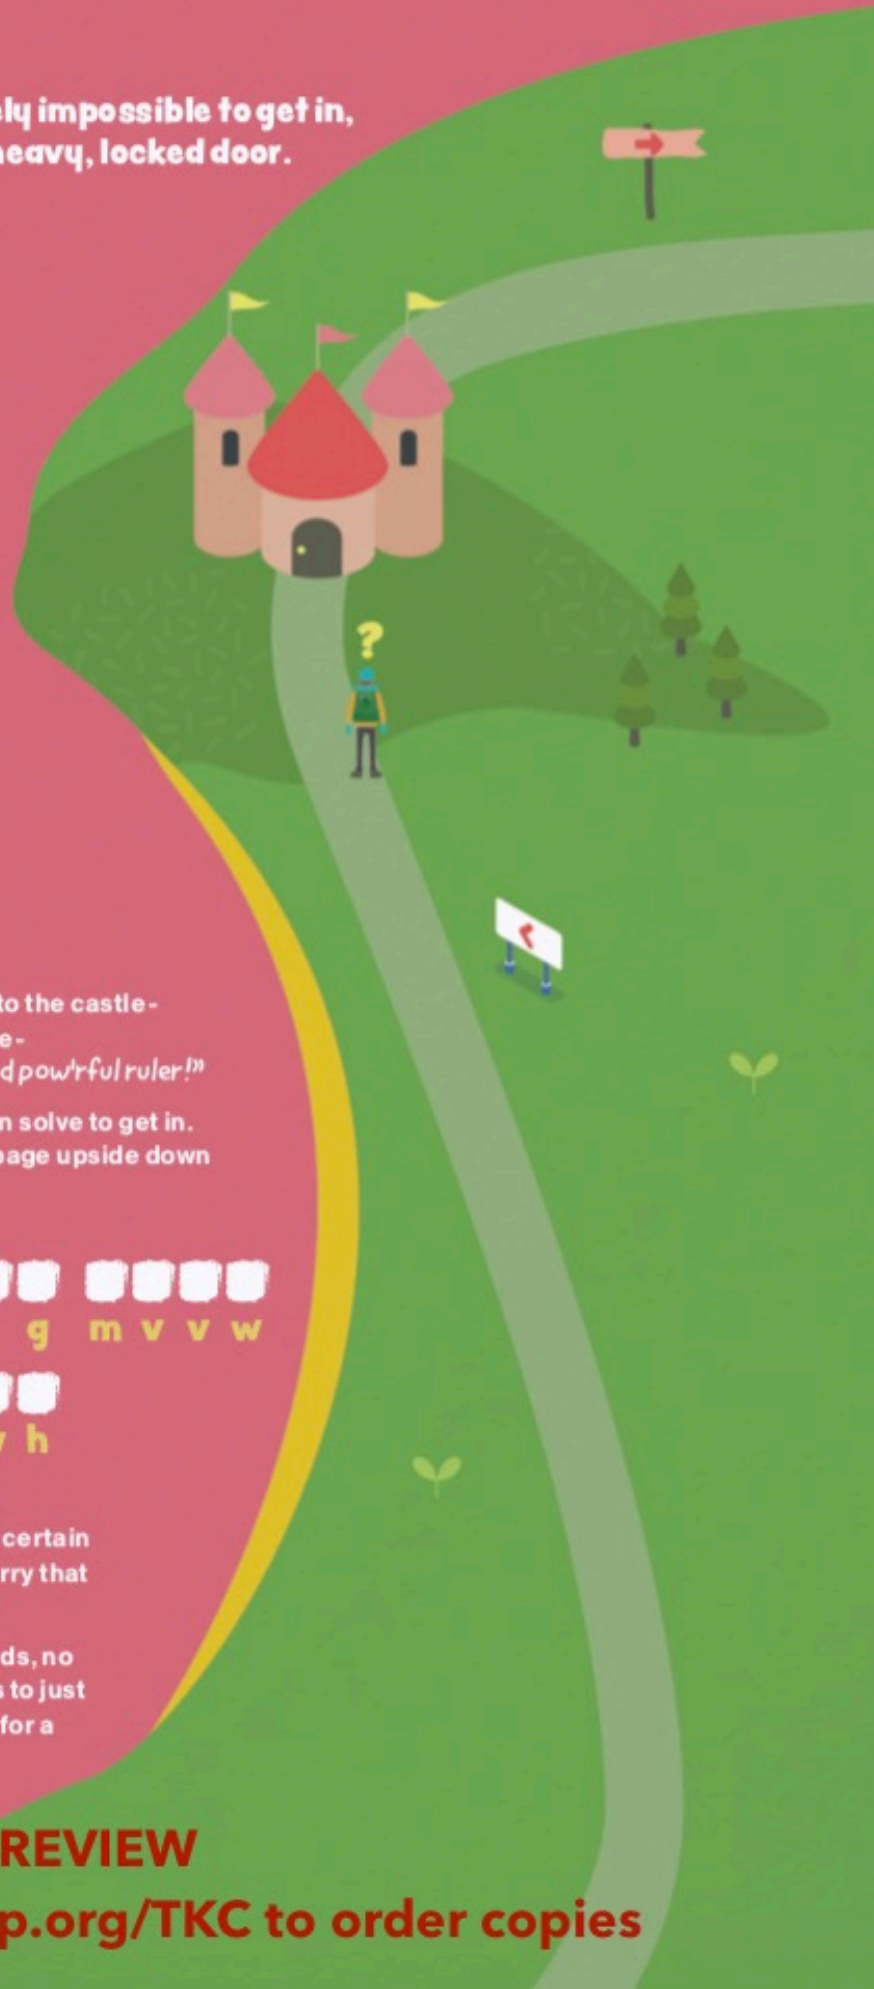 ely impossible to get in,
heavy, locked door.
?
to the castle-
e-
d pow'rful ruler!”
n solve to get in.
page upside down
g m v v w
h
certain
rry that
ds, no
s to just
for a
REVIEW
p.org/TKC to order copies